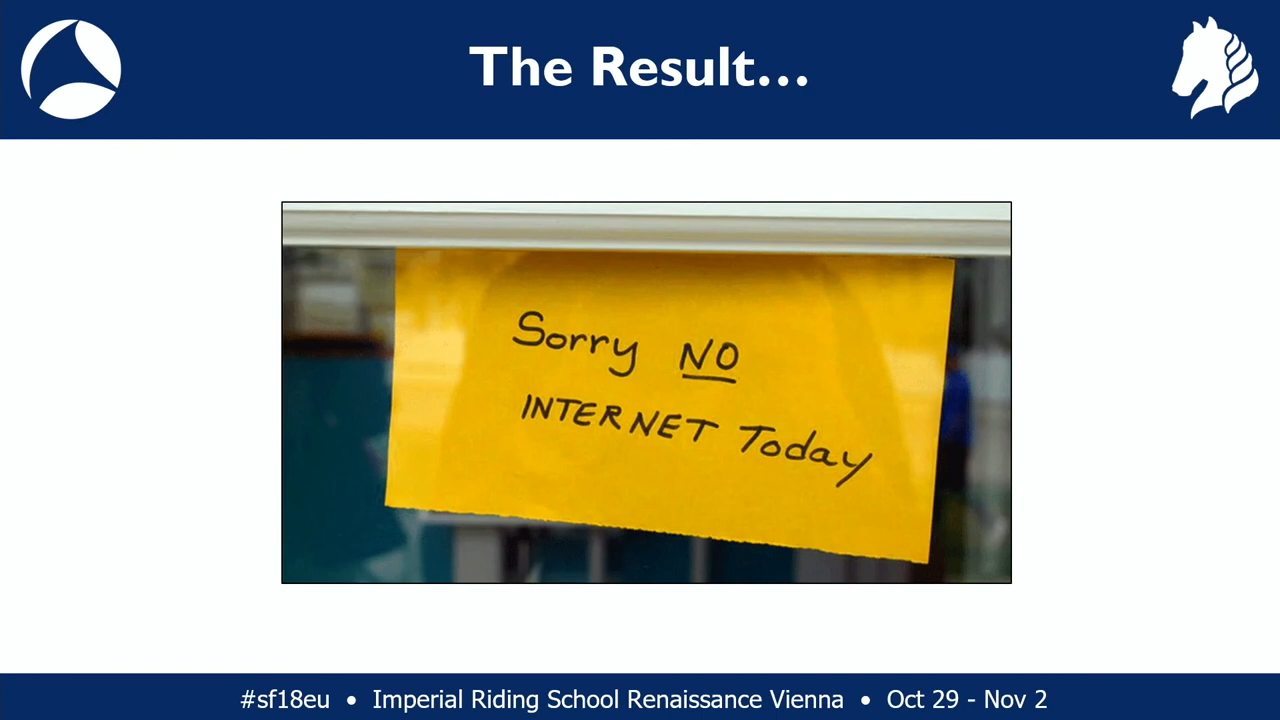 The Result...
Sorry NO
INTERNET Today
#sf18eu • Imperial Riding School Renaissance Vienna • Oct 29 - Nov 2